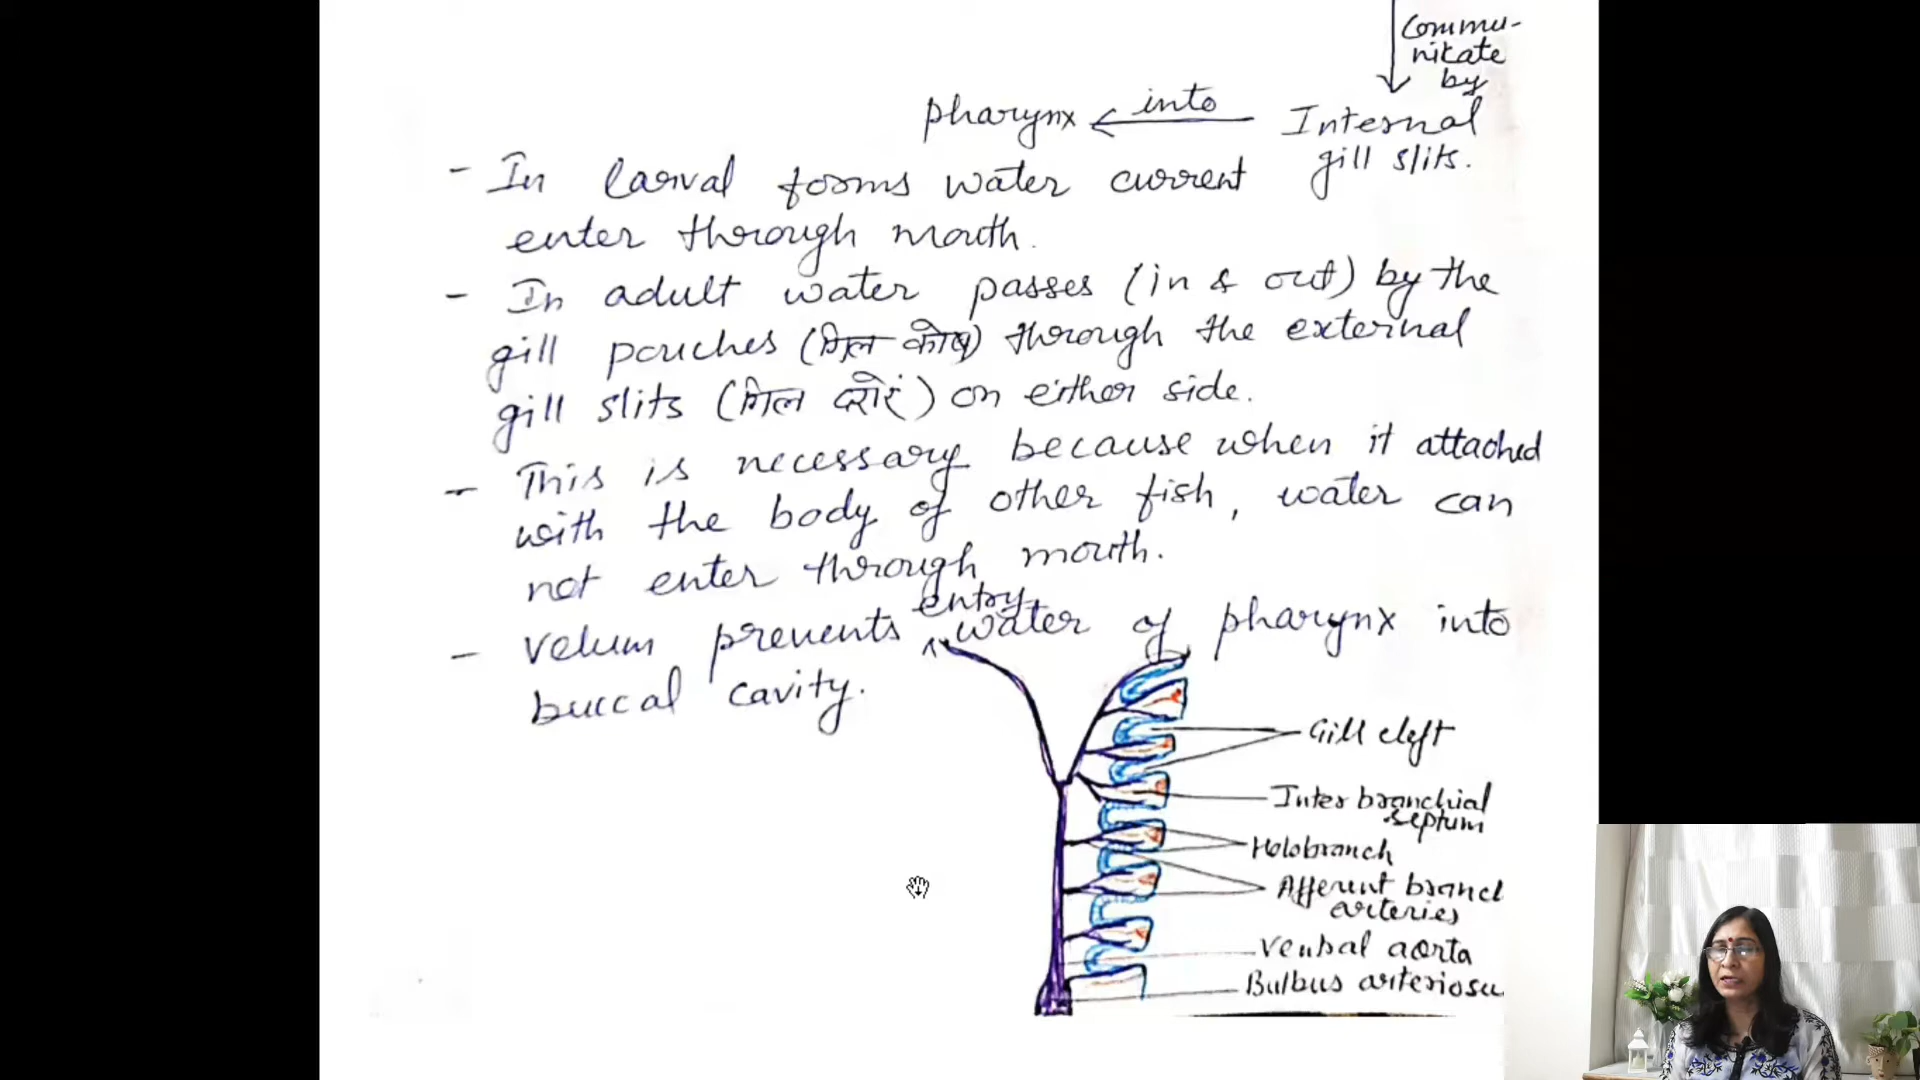 Commu-
nicate
by
pharynx ← into Internal
gill slits.
- In larval forms water current
enter through mouth.
- In adult water passes (in & out) by the
gill pouches (गिल कोष) through the external
gill slits (गिल दरारें) on either side.
- This is necessary because when it attached
with the body of other fish, water can
not enter through mouth.
entry
- Velum prevents ^ water of pharynx into
buccal cavity.
Gill cleft
Inter branchial
septum
Holobranch
Afferent branch
arteries
Ventral aorta
Bulbus arteriosu